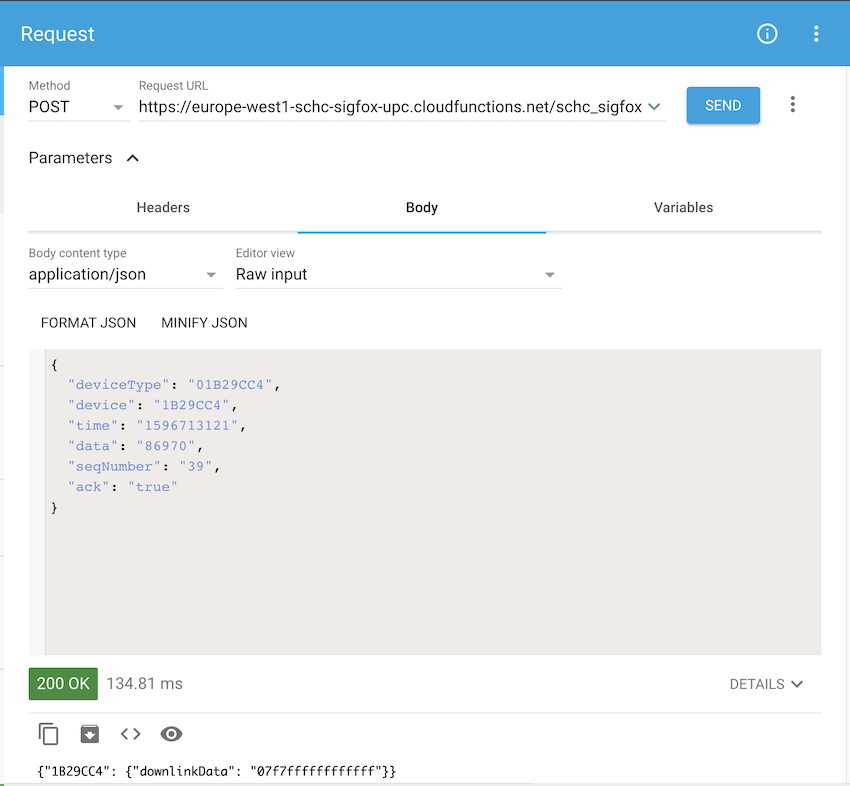 Request
Method
Request URL
POST
https://europe-west1-schc-sigfox-upc.cloudfunctions.net/schc_sigfox
SEND
Parameters
Headers
Body
Variables
Body content type
Editor view
application/json
Raw input
FORMAT JSON
MINIFY JSON
{
"deviceType": "01B29CC4",
"device": "1B29CC4",
"time": "1596713121",
"data": "86970",
"seqNumber": "39",
"ack": "true"
}
200 OK
134.81 ms
DETAILS
{"1B29CC4": {"downlinkData": "07f7ffffffffffff"}}